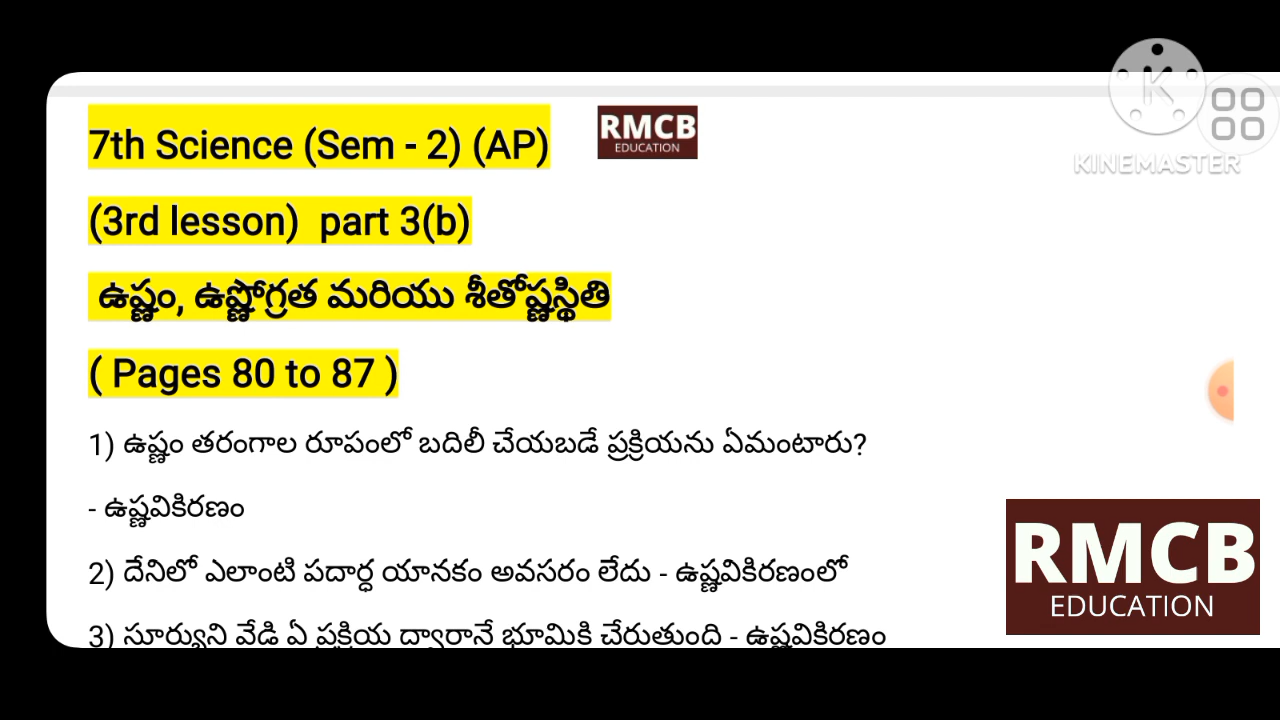 7th Science (Sem - 2) (AP)
RMCB
EDUCATION
KINEMASTER
(3rd lesson) part 3(b)
ఉష్ణం, ఉష్ణోగ్రత మరియు శీతోష్ణస్థితి
( Pages 80 to 87 )
1) ఉష్ణం తరంగాల రూపంలో బదిలీ చేయబడే ప్రక్రియను ఏమంటారు?
- ఉష్ణవికిరణం
2) దేనిలో ఎలాంటి పదార్ధ యానకం అవసరం లేదు - ఉష్ణవికిరణంలో
3) సూర్యుని వేడి ఏ ప్రక్రియ ద్వారానే భూమికి చేరుతుంది - ఉష్ణవికిరణం
RMCB
EDUCATION